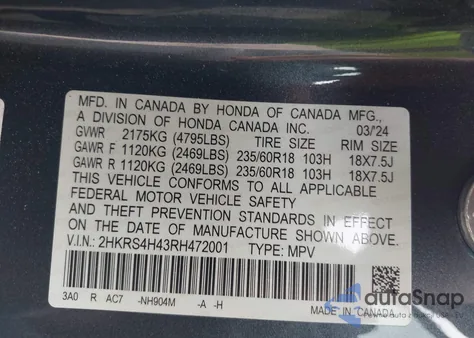 MFD. IN CANADA BY HONDA OF CANADA MFG.,
A DIVISION OF HONDA CANADA INC. 03/'24
GVWR 2175KG (4795LBS) TIRE SIZE RIM SIZE
GAWR F 1120KG (2469LBS) 235/60R18 103H 18X7.5J
GAWR R 1120KG (2469LBS) 235/60R18 103H 18X7.5J
THIS VEHICLE CONFORMS TO ALL APPLICABLE
FEDERAL MOTOR VEHICLE SAFETY
AND THEFT PREVENTION STANDARDS IN EFFECT
ON THE DATE OF MANUFACTURE SHOWN ABOVE.
V.I.N.: 2HKRS4H43RH472001 TYPE: MPV
3A0 R AC7 -NH904M -A -H
MADE IN CANADA
autoSnap